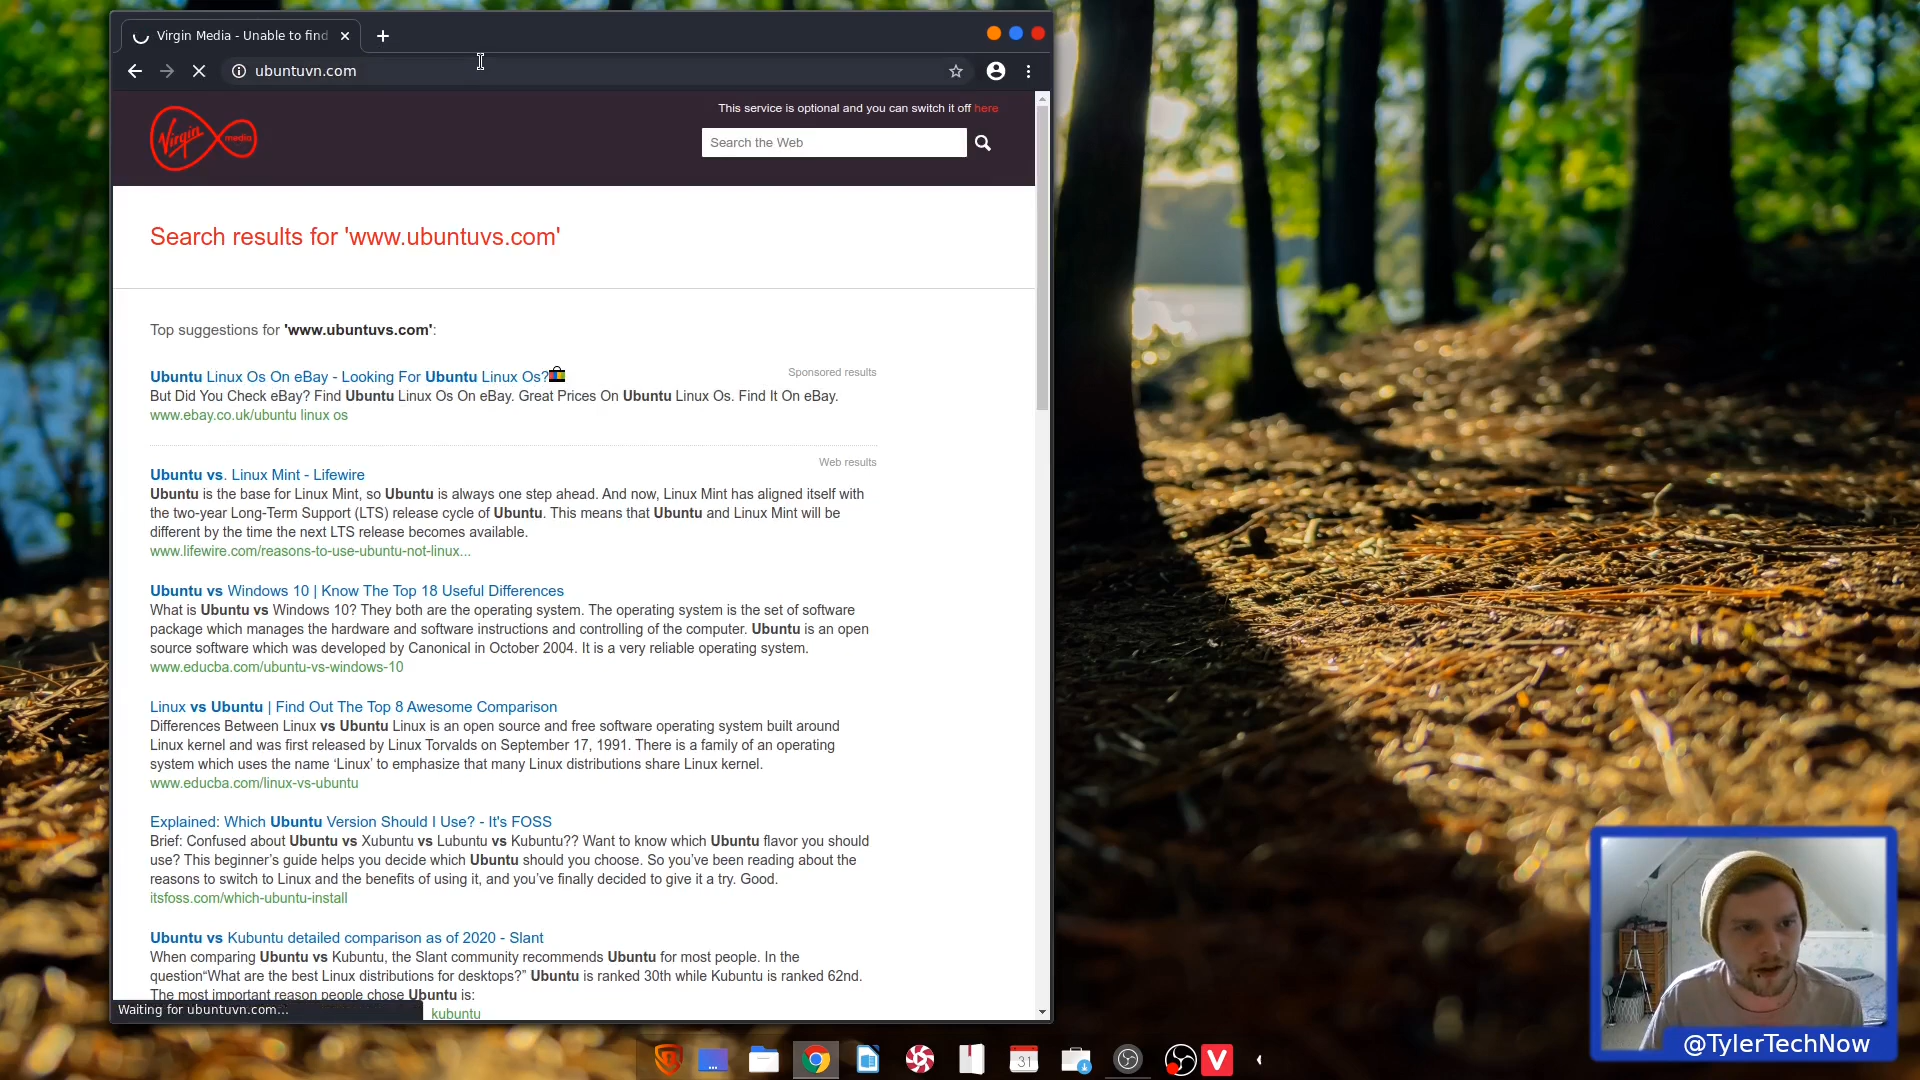 Virgin Media - Unable to find
ubuntuvn.com
This service is optional and you can switch it off here
Virgin media
Search the Web
Search results for 'www.ubuntuvs.com'
Top suggestions for 'www.ubuntuvs.com':
Ubuntu Linux Os On eBay - Looking For Ubuntu Linux Os?
Sponsored results
But Did You Check eBay? Find Ubuntu Linux Os On eBay. Great Prices On Ubuntu Linux Os. Find It On eBay.
www.ebay.co.uk/ubuntu linux os
Web results
Ubuntu vs. Linux Mint - Lifewire
Ubuntu is the base for Linux Mint, so Ubuntu is always one step ahead. And now, Linux Mint has aligned itself with
the two-year Long-Term Support (LTS) release cycle of Ubuntu. This means that Ubuntu and Linux Mint will be
different by the time the next LTS release becomes available.
www.lifewire.com/reasons-to-use-ubuntu-not-linux...
Ubuntu vs Windows 10 | Know The Top 18 Useful Differences
What is Ubuntu vs Windows 10? They both are the operating system. The operating system is the set of software
package which manages the hardware and software instructions and controlling of the computer. Ubuntu is an open
source software which was developed by Canonical in October 2004. It is a very reliable operating system.
www.educba.com/ubuntu-vs-windows-10
Linux vs Ubuntu | Find Out The Top 8 Awesome Comparison
Differences Between Linux vs Ubuntu Linux is an open source and free software operating system built around
Linux kernel and was first released by Linux Torvalds on September 17, 1991. There is a family of an operating
system which uses the name ‘Linux’ to emphasize that many Linux distributions share Linux kernel.
www.educba.com/linux-vs-ubuntu
Explained: Which Ubuntu Version Should I Use? - It's FOSS
Brief: Confused about Ubuntu vs Xubuntu vs Lubuntu vs Kubuntu?? Want to know which Ubuntu flavor you should
use? This beginner’s guide helps you decide which Ubuntu should you choose. So you’ve been reading about the
reasons to switch to Linux and the benefits of using it, and you’ve finally decided to give it a try. Good.
itsfoss.com/which-ubuntu-install
Ubuntu vs Kubuntu detailed comparison as of 2020 - Slant
When comparing Ubuntu vs Kubuntu, the Slant community recommends Ubuntu for most people. In the
question“What are the best Linux distributions for desktops?” Ubuntu is ranked 30th while Kubuntu is ranked 62nd.
The most important reason people chose Ubuntu is:
Waiting for ubuntuvn.com...
kubuntu
31
@TylerTechNow